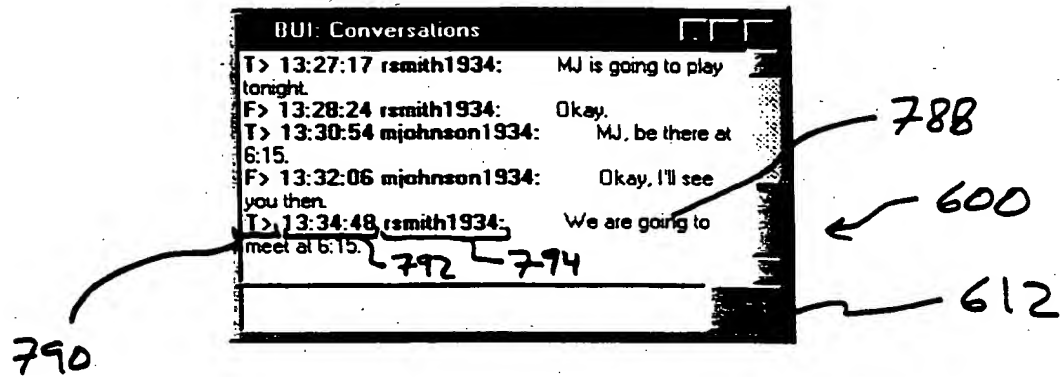 BUI: Conversations
T> 13:27:17 rsmith1934: MJ is going to play
tonight.
F> 13:28:24 rsmith1934: Okay.
T> 13:30:54 mjohnson1934: MJ, be there at
6:15.
F> 13:32:06 mjohnson1934: Okay, I'll see
you then.
T> 13:34:48 rsmith1934: We are going to
meet at 6:15.
788
600
792
794
612
790